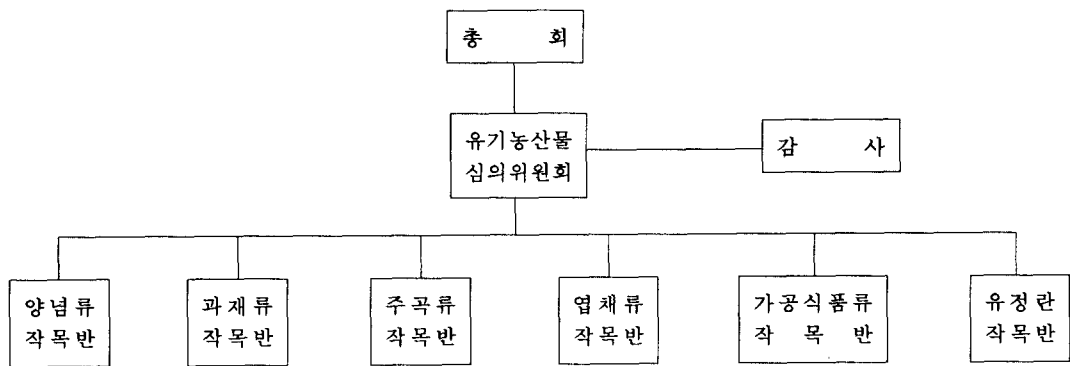 총 회
유기농산물
심의위원회
감 사
양념류
작목반
과재류
작목반
주곡류
작목반
엽채류
작목반
가공식품류
작 목 반
유정란
작목반